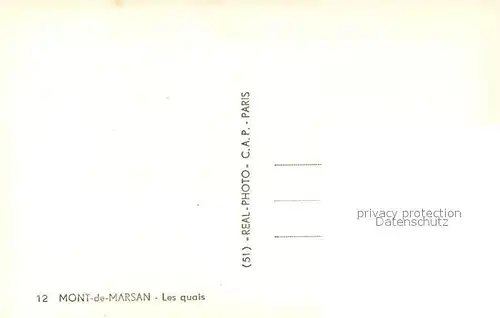 (51) - REAL-PHOTO - C.A.P. - PARIS
privacy protection
Datenschutz
12 MONT-de-MARSAN - Les quais